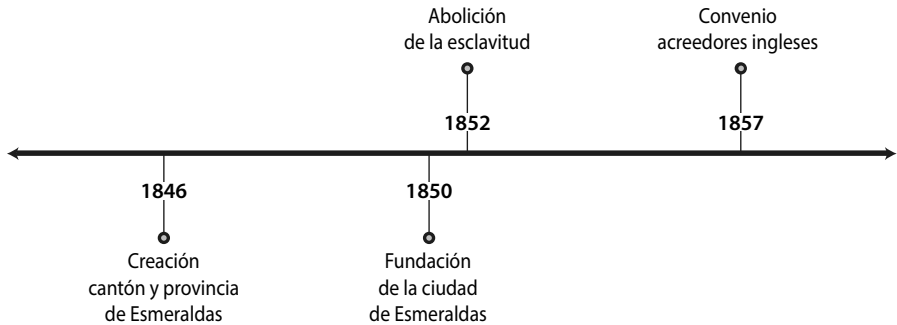 Abolición
de la esclavitud
1852
Convenio
acreedores ingleses
1857
1846
Creación
cantón y provincia
de Esmeraldas
1850
Fundación
de la ciudad
de Esmeraldas